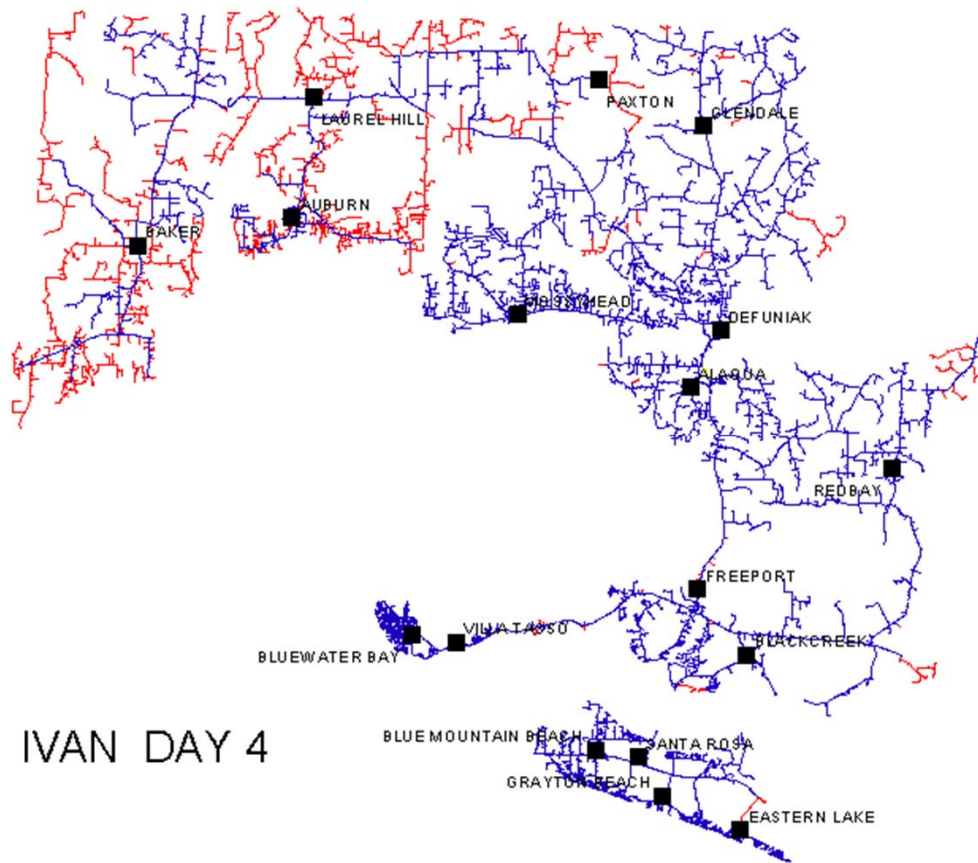 PAXTON
GLENDALE
LAUREL HILL
AUBURN
BAKER
MOSSYHEAD
DEFUNIAK
ALAQUA
REDBAY
FREEPORT
VILLA TASSO
BLUEWATER BAY
BLACKCREEK
IVAN DAY 4
BLUE MOUNTAIN BEACH
SANTA ROSA
GRAYTON BEACH
EASTERN LAKE